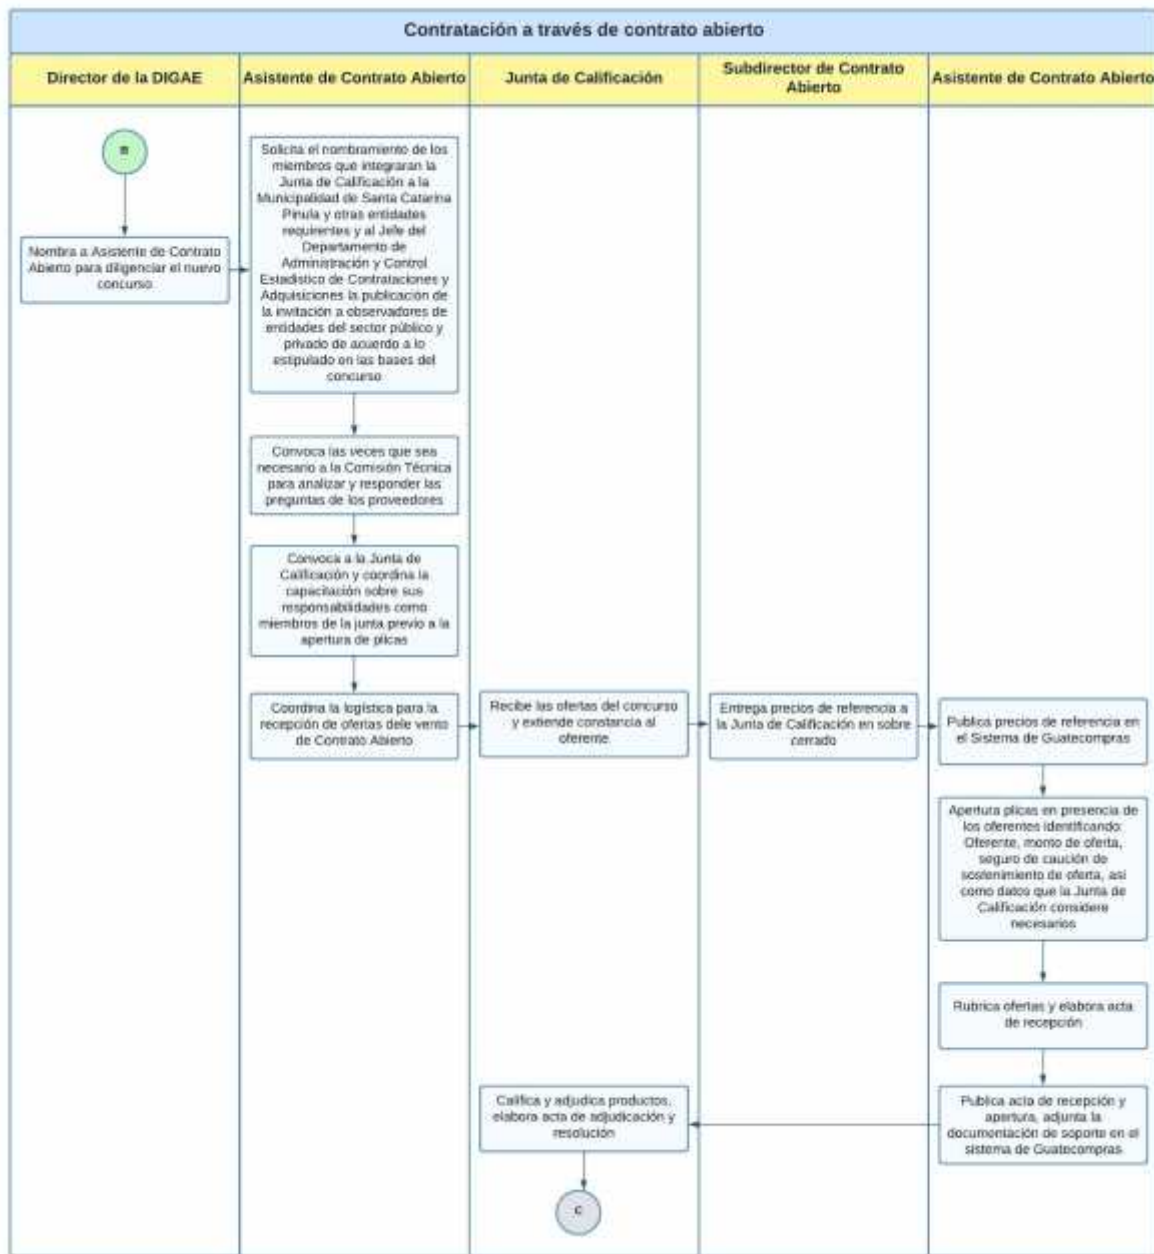 Contratación a través de contrato abierto
Director de la DIGAE
Asistente de Contrato Abierto
Junta de Calificación
Subdirector de Contrato
Abierto
Asistente de Contrato Abierto
B
Nombra a Asistente de Contrato
Abierto para diligenciar el nuevo
concurso
Solicita el nombramiento de los
miembros que integraran la
Junta de Calificación a la
Municipalidad de Santa Catarina
Pinula y otras entidades
requirentes y al Jefe del
Departamento de
Administración y Control
Estadístico de Contrataciones y
Adquisiciones la publicación de
la invitación a observadores de
entidades del sector público y
privado de acuerdo a lo
estipulado en las bases del
concurso
Convoca las veces que sea
necesario a la Comisión Técnica
para analizar y responder las
preguntas de los proveedores
Convoca a la Junta de
Calificación y coordina la
capacitación sobre sus
responsabilidades como
miembros de la junta previo a la
apertura de plicas
Coordina la logística para la
recepción de ofertas dele vento
de Contrato Abierto
Recibe las ofertas del concurso
y extiende constancia al
oferente
Entrega precios de referencia a
la Junta de Calificación en sobre
cerrado
Publica precios de referencia en
el Sistema de Guatecompras
Apertura plicas en presencia de
los oferentes identificando:
Oferente, monto de oferta,
seguro de caución de
sostenimiento de oferta, así
como datos que la Junta de
Calificación considere
necesarios
Rubrica ofertas y elabora acta
de recepción
Publica acta de recepción y
apertura, adjunta la
documentación de soporte en el
sistema de Guatecompras
Califica y adjudica productos,
elabora acta de adjudicación y
resolución
C